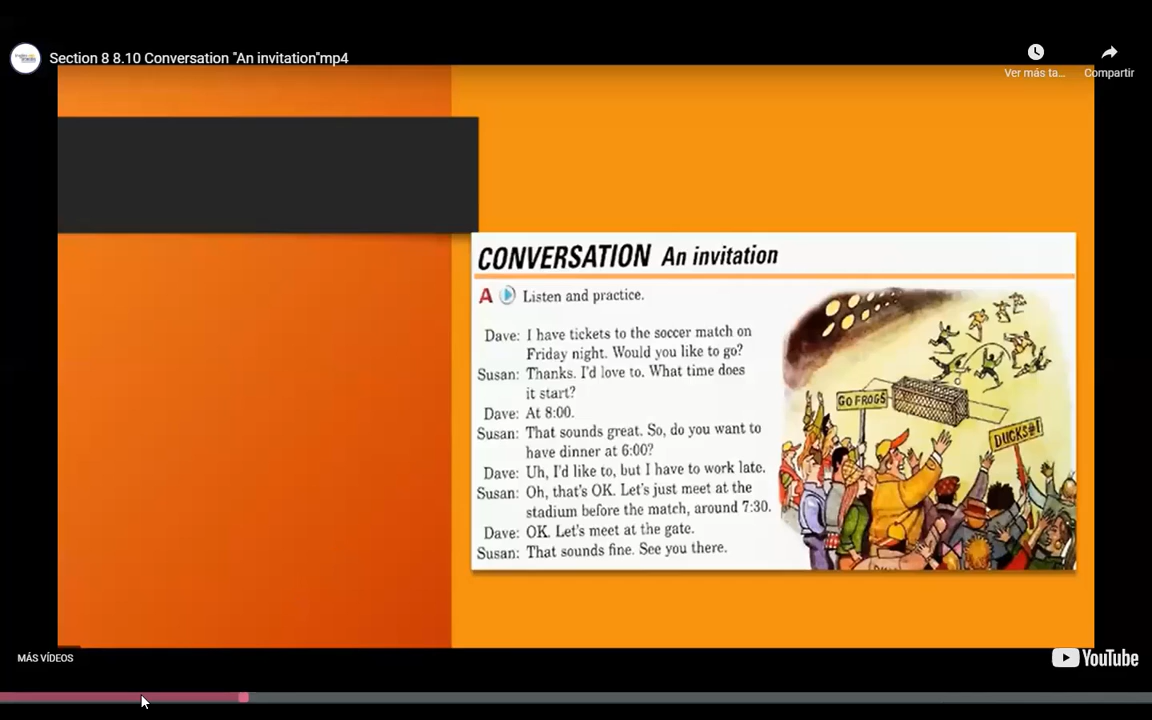 Section 8 8.10 Conversation "An invitation"mp4
Ver más ta...
Compartir
CONVERSATION An invitation
A Listen and practice.
Dave: I have tickets to the soccer match on
Friday night. Would you like to go?
Susan: Thanks. I'd love to. What time does
it start?
Dave: At 8:00.
Susan: That sounds great. So, do you want to
have dinner at 6:00?
Dave: Uh, I'd like to, but I have to work late.
Susan: Oh, that's OK. Let's just meet at the
stadium before the match, around 7:30.
Dave: OK. Let's meet at the gate.
Susan: That sounds fine. See you there.
GO FROGS
DUCKS#1
MÁS VÍDEOS
YouTube